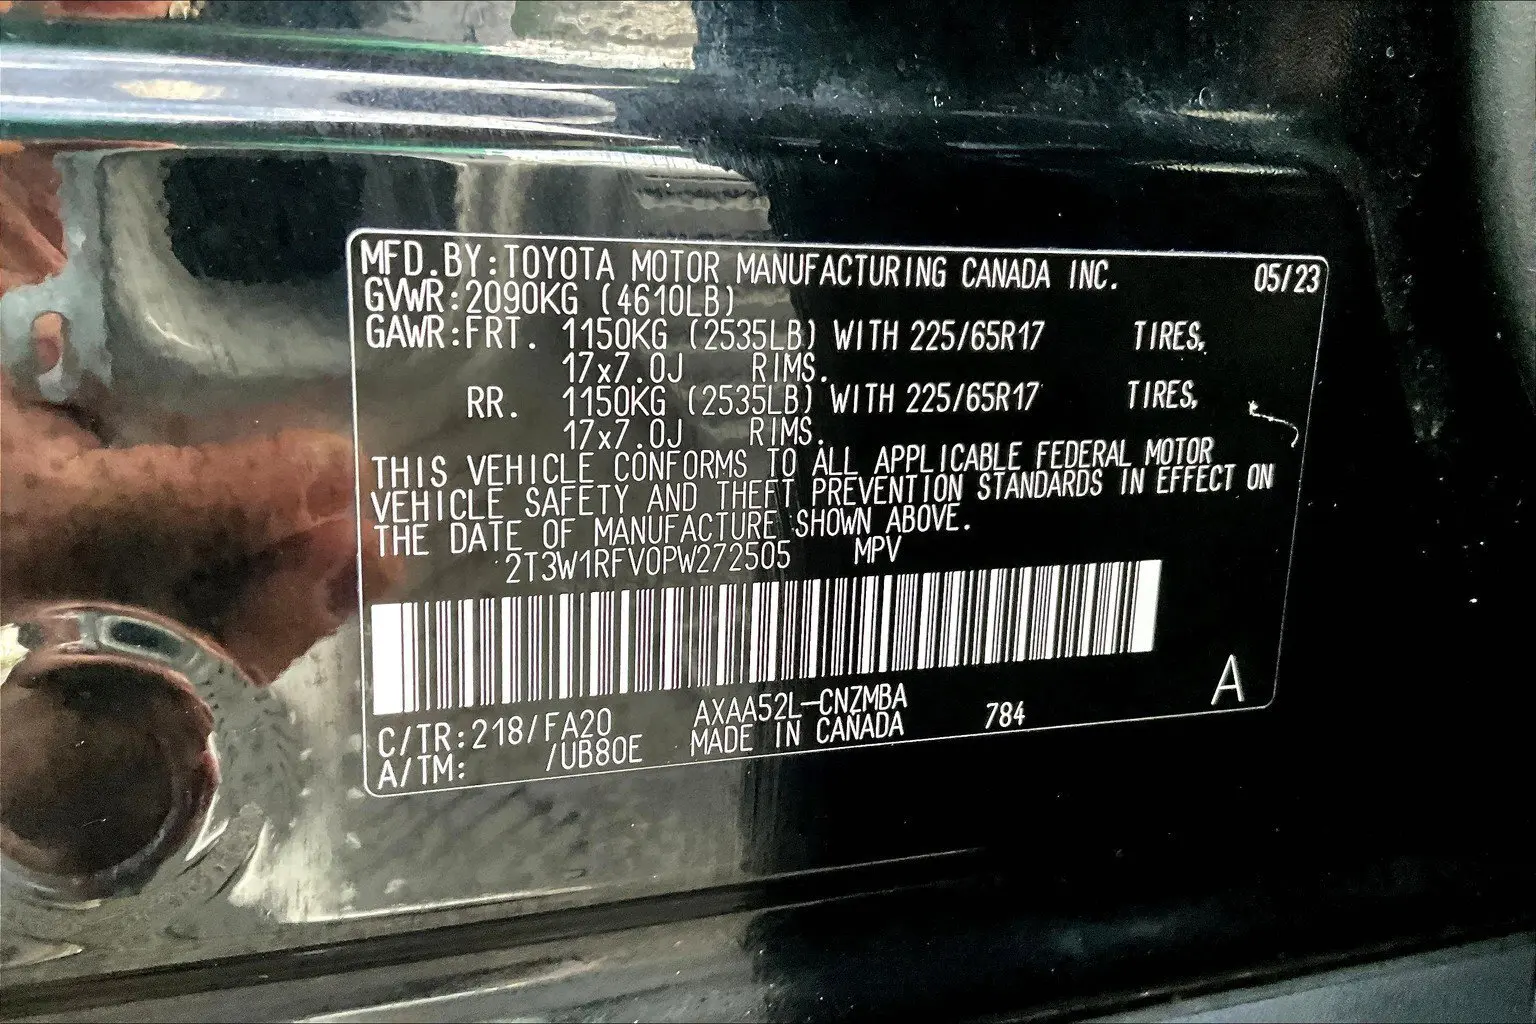 MFD.BY:TOYOTA MOTOR MANUFACTURING CANADA INC. 05/23
GVWR:2090KG (4610LB)
GAWR:FRT. 1150KG (2535LB) WITH 225/65R17 TIRES,
17x7.0J RIMS.
RR. 1150KG (2535LB) WITH 225/65R17 TIRES,
17x7.0J RIMS.
THIS VEHICLE CONFORMS TO ALL APPLICABLE FEDERAL MOTOR
VEHICLE SAFETY AND THEFT PREVENTION STANDARDS IN EFFECT ON
THE DATE OF MANUFACTURE SHOWN ABOVE.
2T3W1RFV0PW272505 MPV
C/TR:218/FA20 AXAA52L-CNZMBA 784 A
A/TM: /UB80E MADE IN CANADA